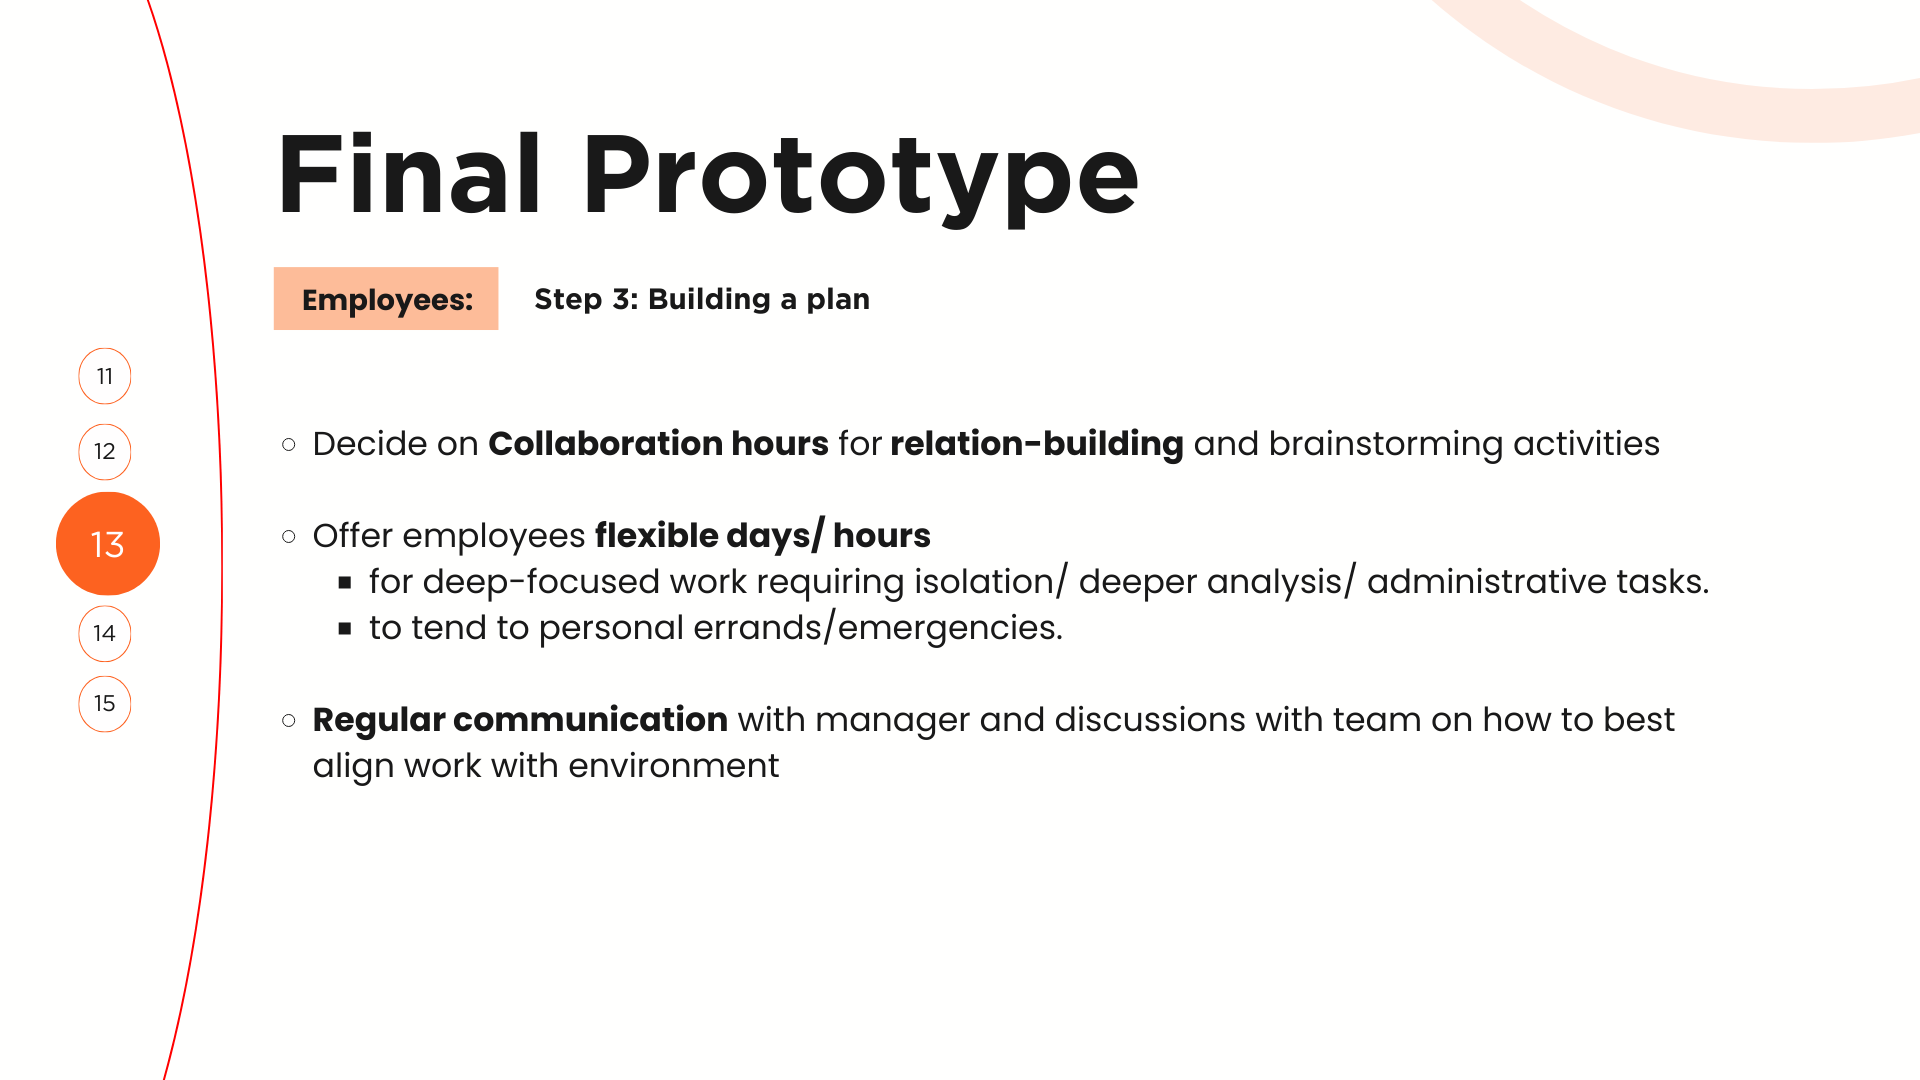 Final Prototype
Employees: Step 3: Building a plan
11
12
13
14
15
Decide on Collaboration hours for relation-building and brainstorming activities
Offer employees flexible days/ hours
for deep-focused work requiring isolation/ deeper analysis/ administrative tasks.
to tend to personal errands/emergencies.
Regular communication with manager and discussions with team on how to best
align work with environment